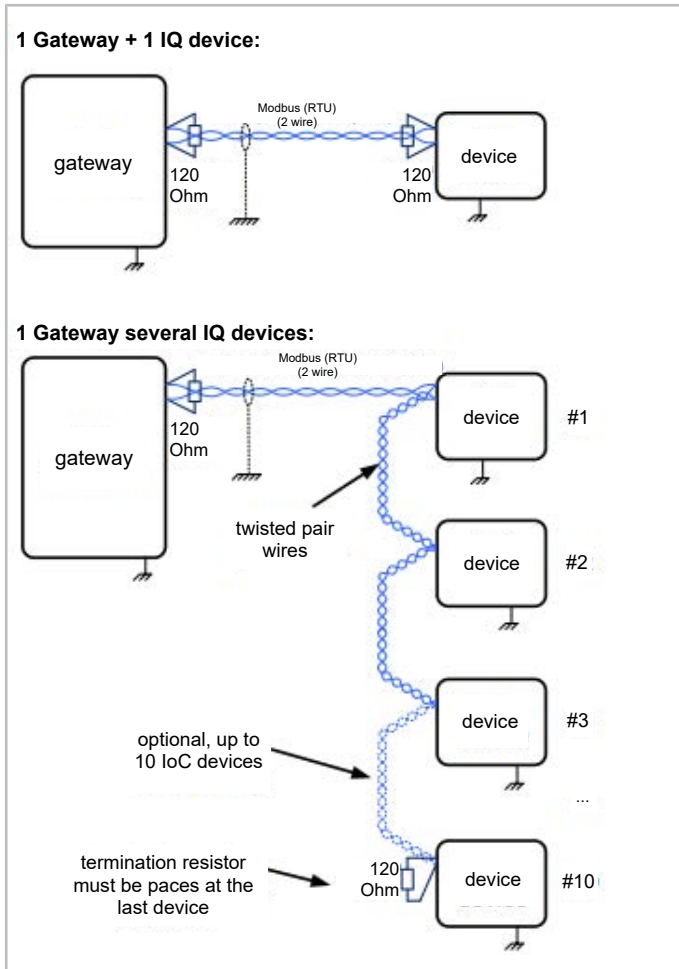 1 Gateway + 1 IQ device:
Modbus (RTU)
(2 wire)
gateway
device
120
Ohm
120
Ohm
1 Gateway several IQ devices:
Modbus (RTU)
(2 wire)
device
#1
120
Ohm
gateway
twisted pair
wires
device
#2
device
#3
optional, up to
10 IoC devices
...
termination resistor
must be paces at the
last device
120
Ohm
device
#10